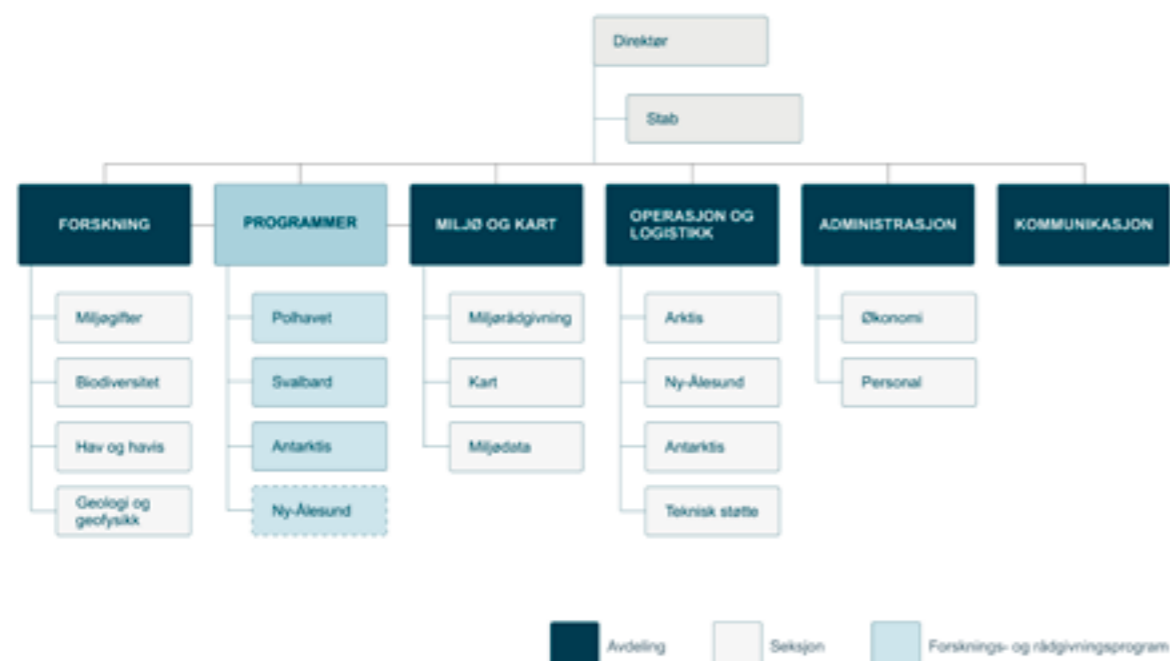 Direktør
Stab
FORSKNING
PROGRAMMER
MILJØ OG KART
OPERASJON OG
LOGISTIKK
ADMINISTRASJON
KOMMUNIKASJON
Miljøgifter
Biodiversitet
Hav og havis
Geologi og
geofysikk
Polhavet
Svalbard
Antarktis
Ny-Ålesund
Miljørådgivning
Kart
Miljødata
Arktis
Ny-Ålesund
Antarktis
Teknisk støtte
Økonomi
Personal
Avdeling
Seksjon
Forsknings- og rådgivningsprogram